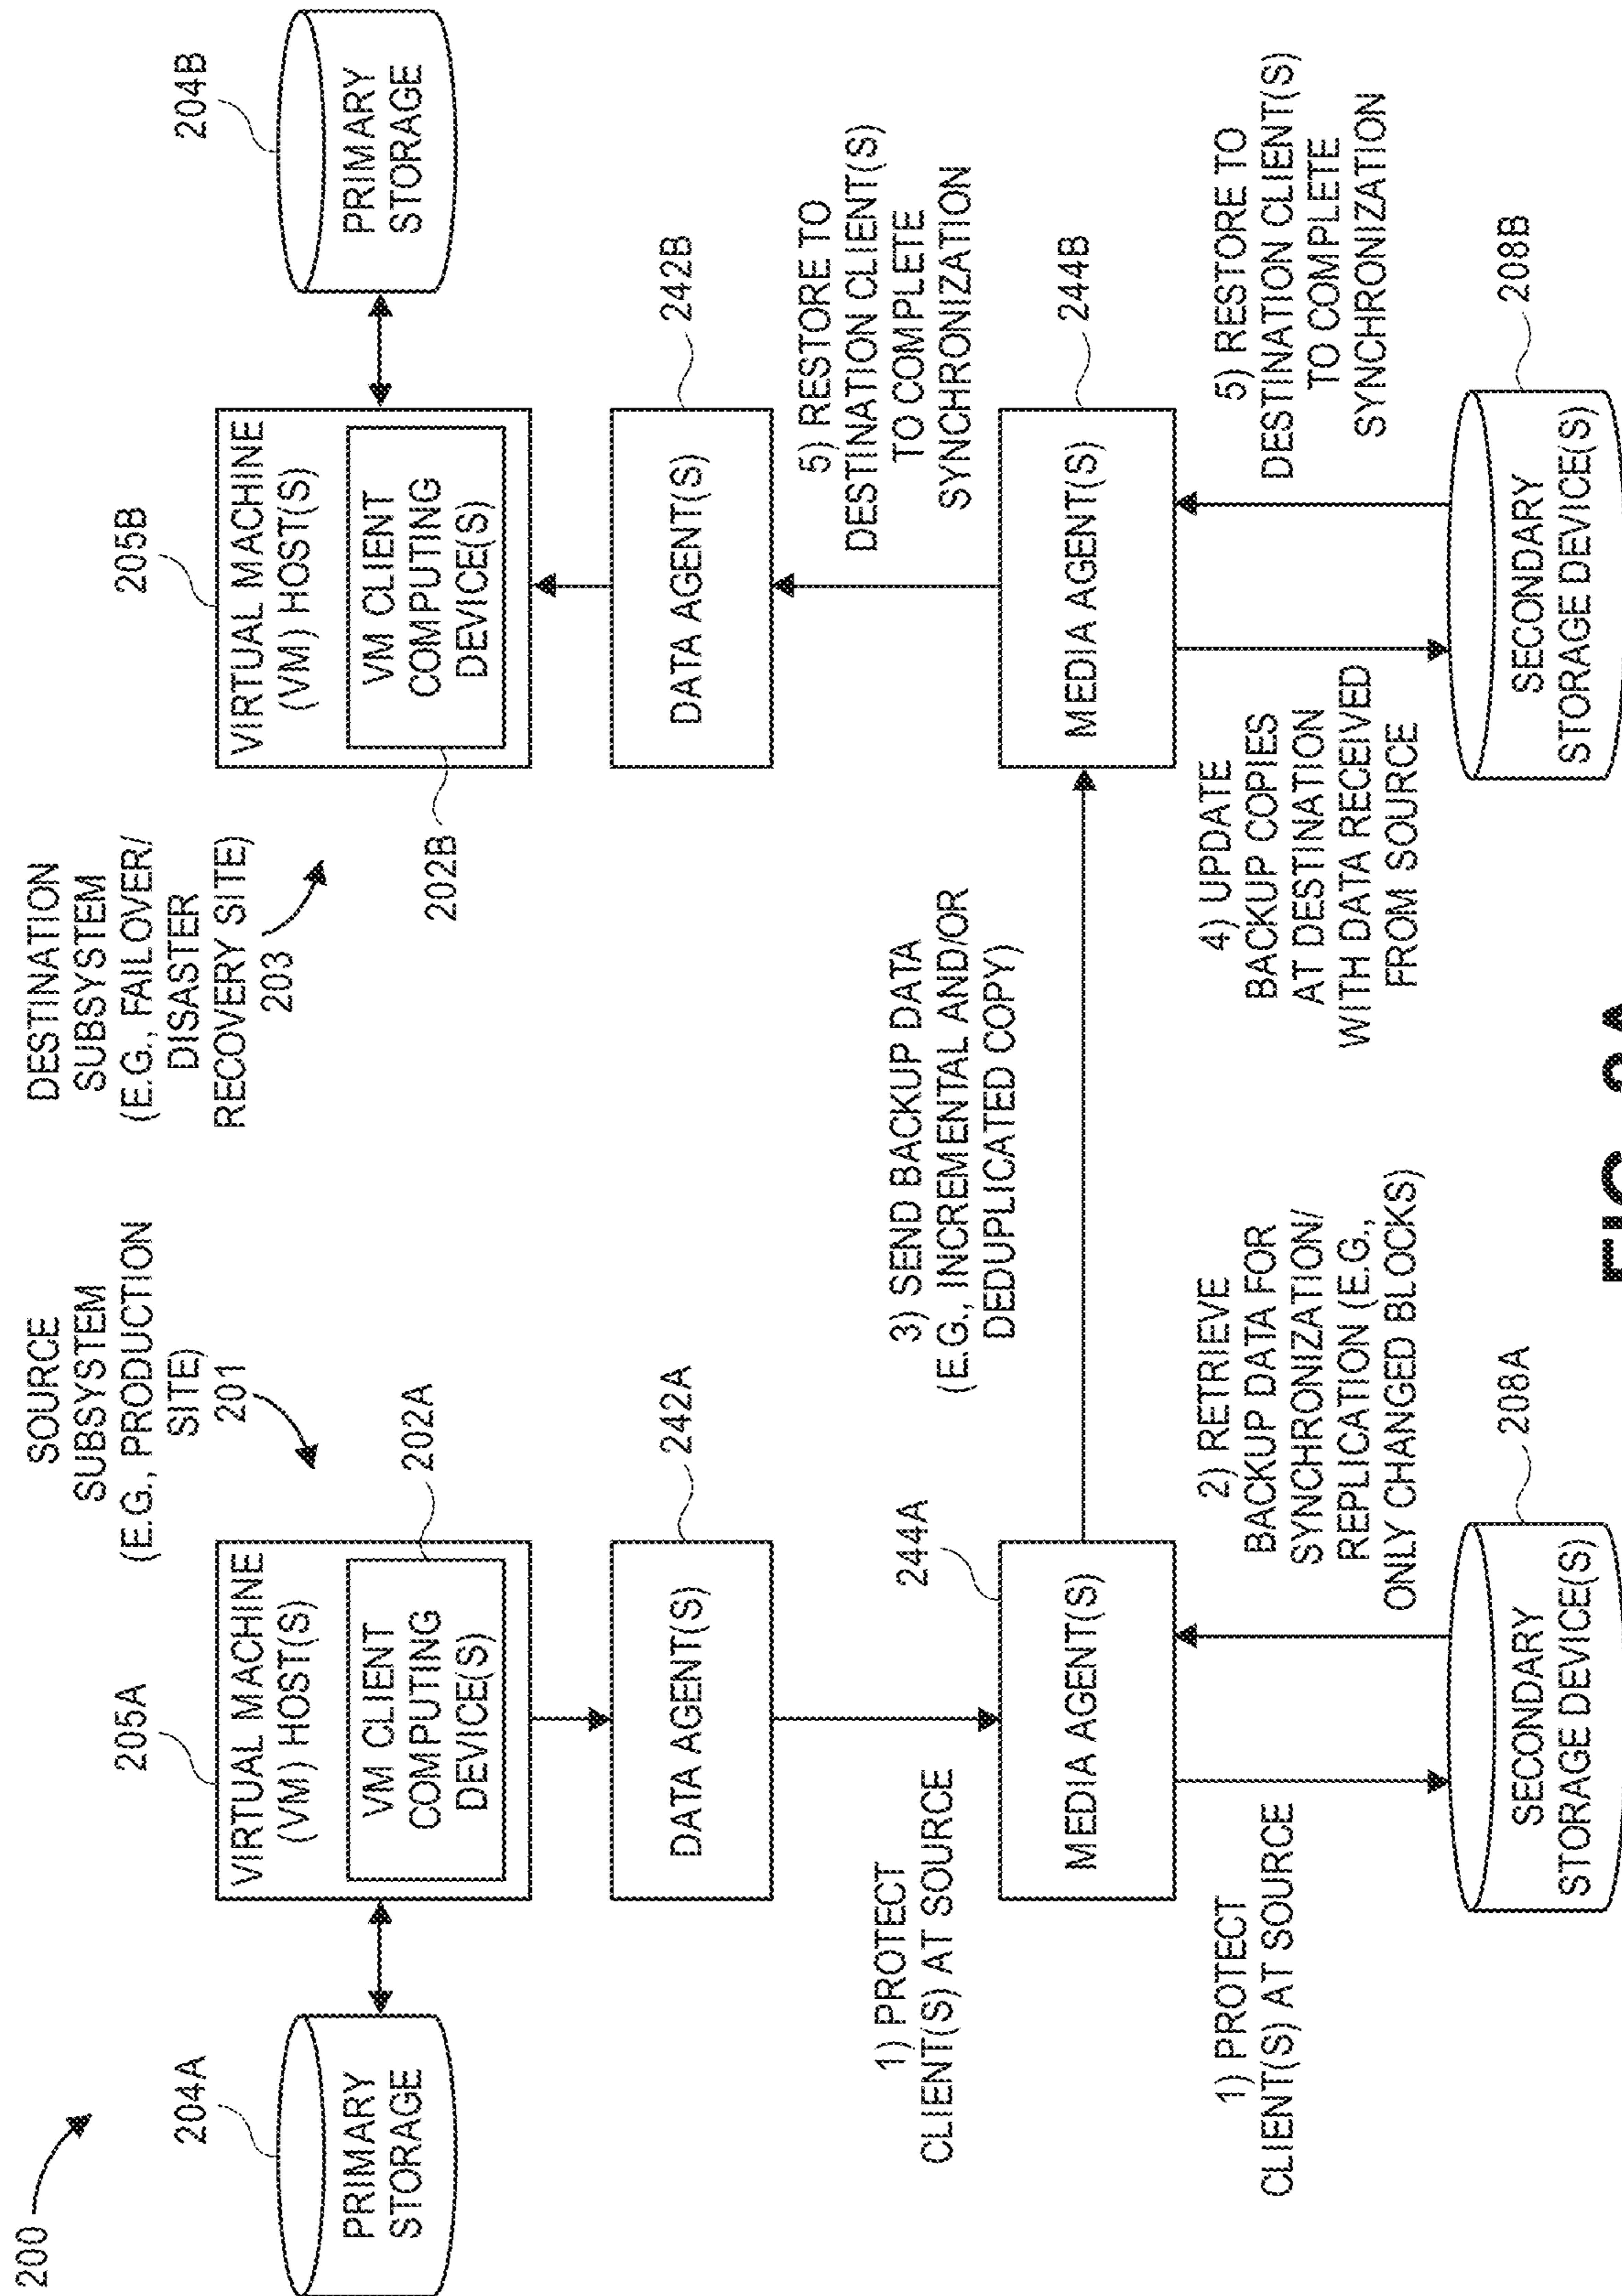 200
SOURCE
SUBSYSTEM
(E.G., PRODUCTION
SITE)
201
DESTINATION
SUBSYSTEM
(E.G., FAILOVER/
DISASTER
RECOVERY SITE)
203
204A
PRIMARY
STORAGE
205A
VIRTUAL MACHINE
(VM) HOST(S)
VM CLIENT
COMPUTING
DEVICE(S)
202A
205B
VIRTUAL MACHINE
(VM) HOST(S)
VM CLIENT
COMPUTING
DEVICE(S)
202B
204B
PRIMARY
STORAGE
DATA AGENT(S)
242A
DATA AGENT(S)
242B
1) PROTECT
CLIENT(S) AT SOURCE
244A
3) SEND BACKUP DATA
(E.G., INCREMENTAL AND/OR
DEDUPLICATED COPY)
5) RESTORE TO
DESTINATION CLIENT(S)
TO COMPLETE
SYNCHRONIZATION
MEDIA AGENT(S)
MEDIA AGENT(S)
244B
1) PROTECT
CLIENT(S) AT SOURCE
2) RETRIEVE
BACKUP DATA FOR
SYNCHRONIZATION/
REPLICATION (E.G.,
ONLY CHANGED BLOCKS)
4) UPDATE
BACKUP COPIES
AT DESTINATION
WITH DATA RECEIVED
FROM SOURCE
5) RESTORE TO
DESTINATION CLIENT(S)
TO COMPLETE
SYNCHRONIZATION
SECONDARY
STORAGE DEVICE(S)
208A
SECONDARY
STORAGE DEVICE(S)
208B